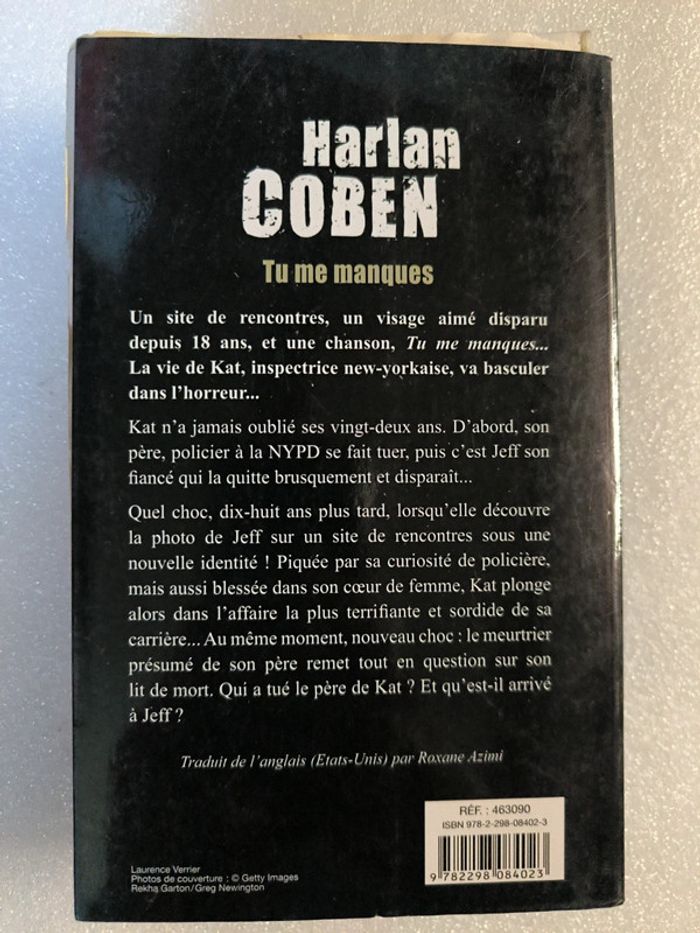 Harlan
COBEN
Tu me manques
Un site de rencontres, un visage aimé disparu
depuis 18 ans, et une chanson, Tu me manques...
La vie de Kat, inspectrice new-yorkaise, va basculer
dans l'horreur...
Kat n'a jamais oublié ses vingt-deux ans. D'abord, son
père, policier à la NYPD se fait tuer, puis c'est Jeff son
fiancé qui la quitte brusquement et disparaît...
Quel choc, dix-huit ans plus tard, lorsqu'elle découvre
la photo de Jeff sur un site de rencontres sous une
nouvelle identité ! Piquée par sa curiosité de policière,
mais aussi blessée dans son cœur de femme, Kat plonge
alors dans l'affaire la plus terrifiante et sordide de sa
carrière... Au même moment, nouveau choc : le meurtrier
présumé de son père remet tout en question sur son
lit de mort. Qui a tué le père de Kat ? Et qu'est-il arrivé
à Jeff ?
Traduit de l'anglais (Etats-Unis) par Roxane Azimi
RÉF. : 463090
ISBN 978-2-298-08402-3
9 782298 084023
Laurence Verrier
Photos de couverture : © Getty Images
Rekha Garton/Greg Newington